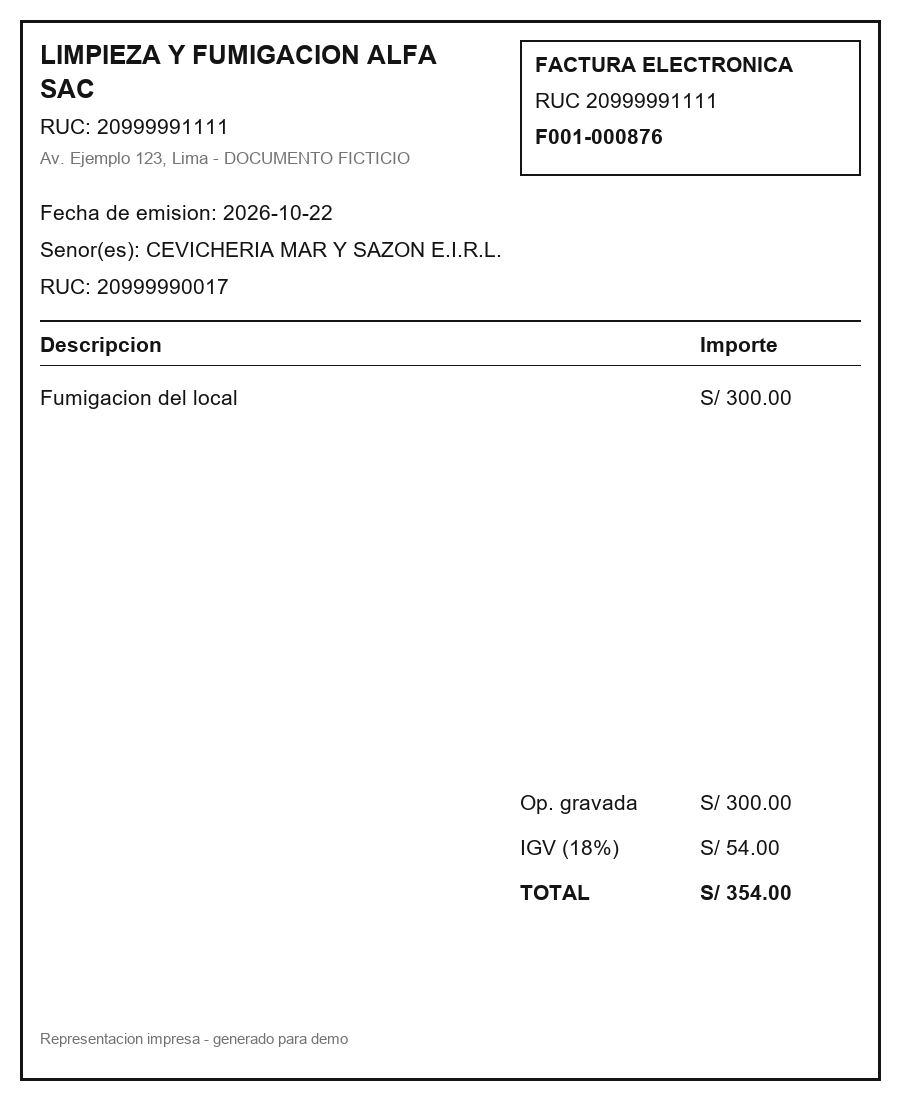 LIMPIEZA Y FUMIGACION ALFA
SAC
RUC: 20999991111
Av. Ejemplo 123, Lima - DOCUMENTO FICTICIO
FACTURA ELECTRONICA
RUC 20999991111
F001-000876
Fecha de emision: 2026-10-22
Senor(es): CEVICHERIA MAR Y SAZON E.I.R.L.
RUC: 20999990017
Descripcion Importe
Fumigacion del local S/ 300.00
Op. gravada S/ 300.00
IGV (18%) S/ 54.00
TOTAL S/ 354.00
Representacion impresa - generado para demo